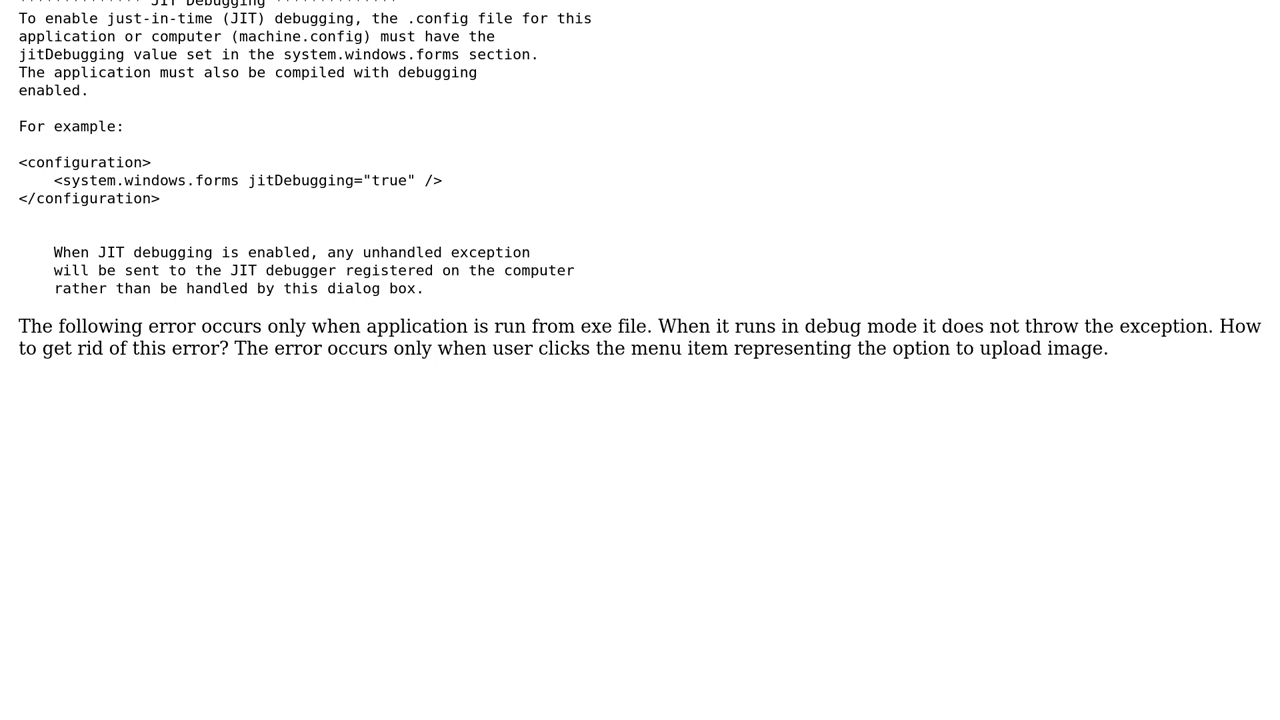 ************** JIT Debugging **************
To enable just-in-time (JIT) debugging, the .config file for this
application or computer (machine.config) must have the
jitDebugging value set in the system.windows.forms section.
The application must also be compiled with debugging
enabled.
For example:
<configuration>
    <system.windows.forms jitDebugging="true" />
</configuration>
    When JIT debugging is enabled, any unhandled exception
    will be sent to the JIT debugger registered on the computer
    rather than be handled by this dialog box.
The following error occurs only when application is run from exe file. When it runs in debug mode it does not throw the exception. How
to get rid of this error? The error occurs only when user clicks the menu item representing the option to upload image.